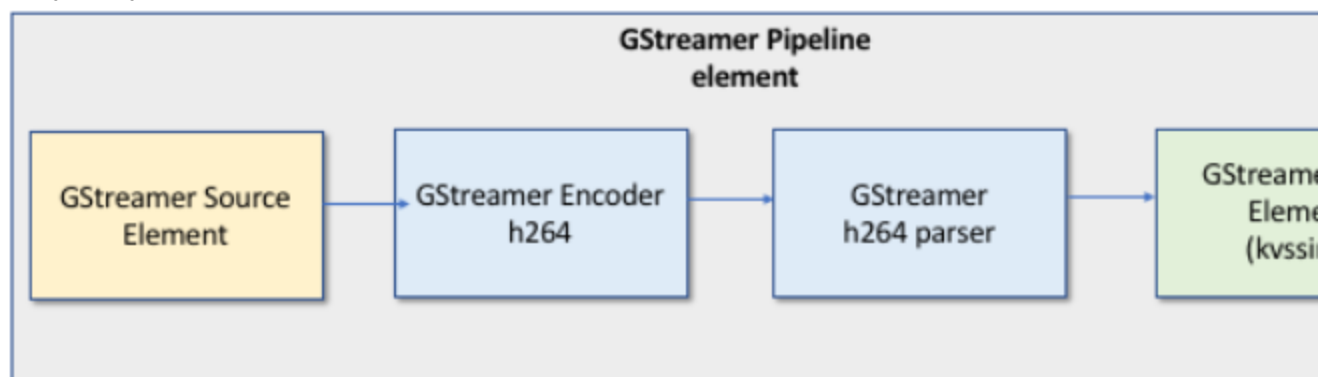 GStreamer Pipeline
element
GStreamer Source
Element
GStreamer Encoder
h264
GStreamer
h264 parser